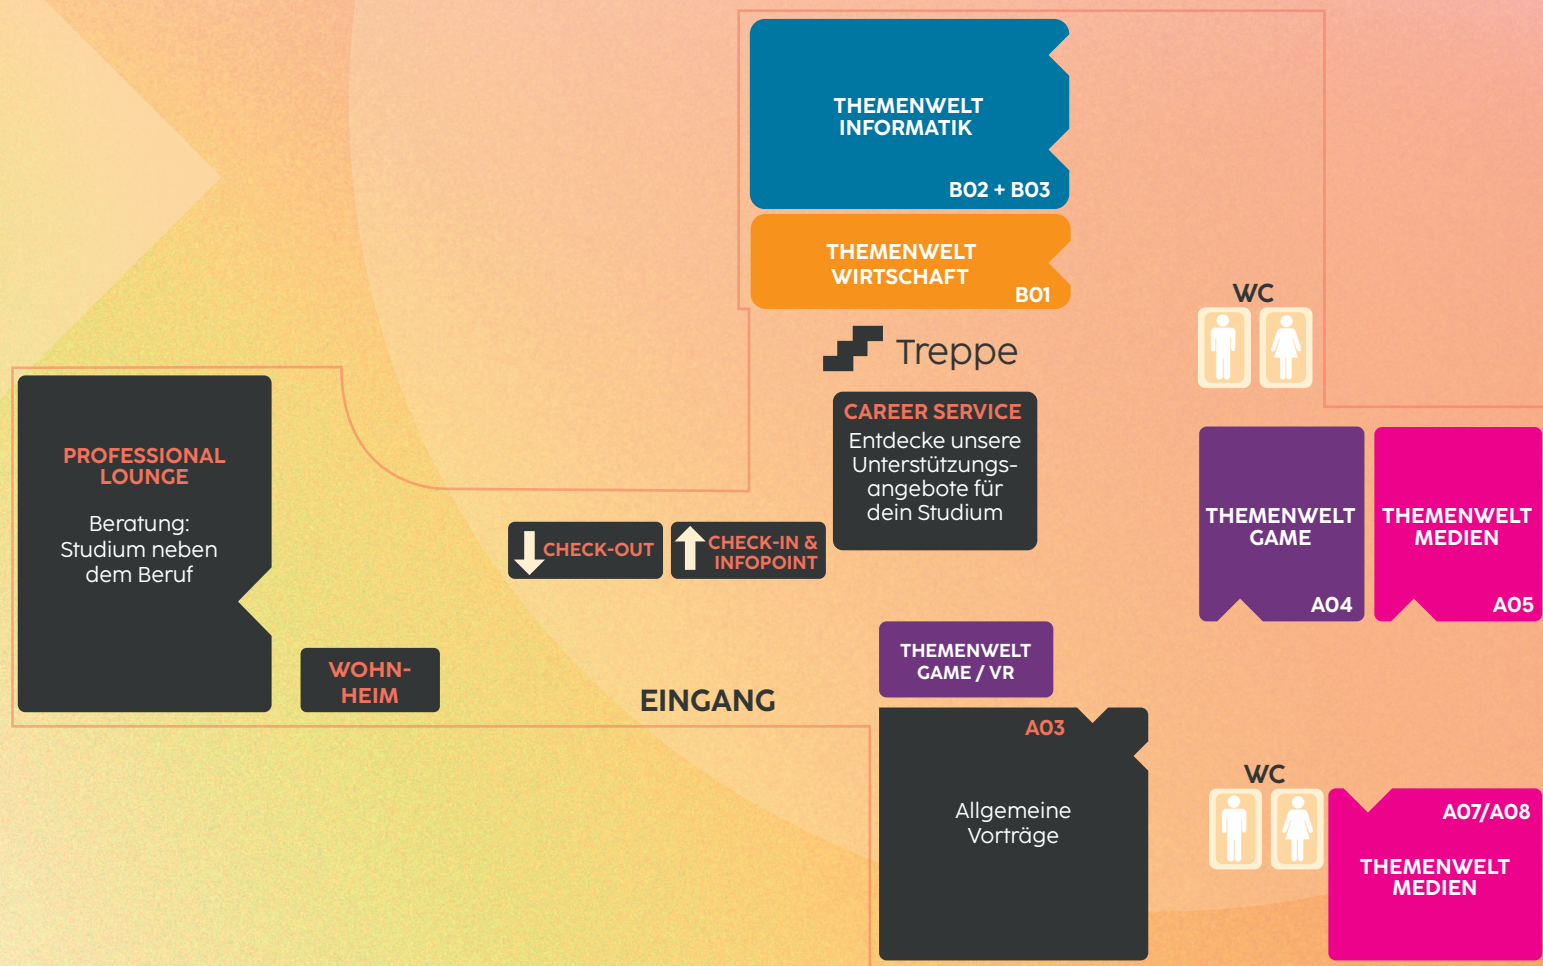 THEMENWELT
INFORMATIK
B02 + B03
THEMENWELT
WIRTSCHAFT
B01
WC
Treppe
CAREER SERVICE
Entdecke unsere
Unterstützungs-
angebote für
dein Studium
PROFESSIONAL
LOUNGE
Beratung:
Studium neben
dem Beruf
CHECK-OUT
CHECK-IN &
INFOPOINT
THEMENWELT
GAME
A04
THEMENWELT
MEDIEN
A05
WOHN-
HEIM
EINGANG
THEMENWELT
GAME / VR
A03
Allgemeine
Vorträge
WC
A07/A08
THEMENWELT
MEDIEN